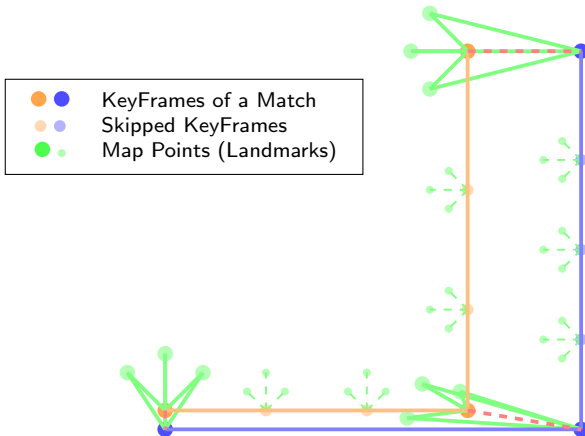 KeyFrames of a Match
Skipped KeyFrames
Map Points (Landmarks)